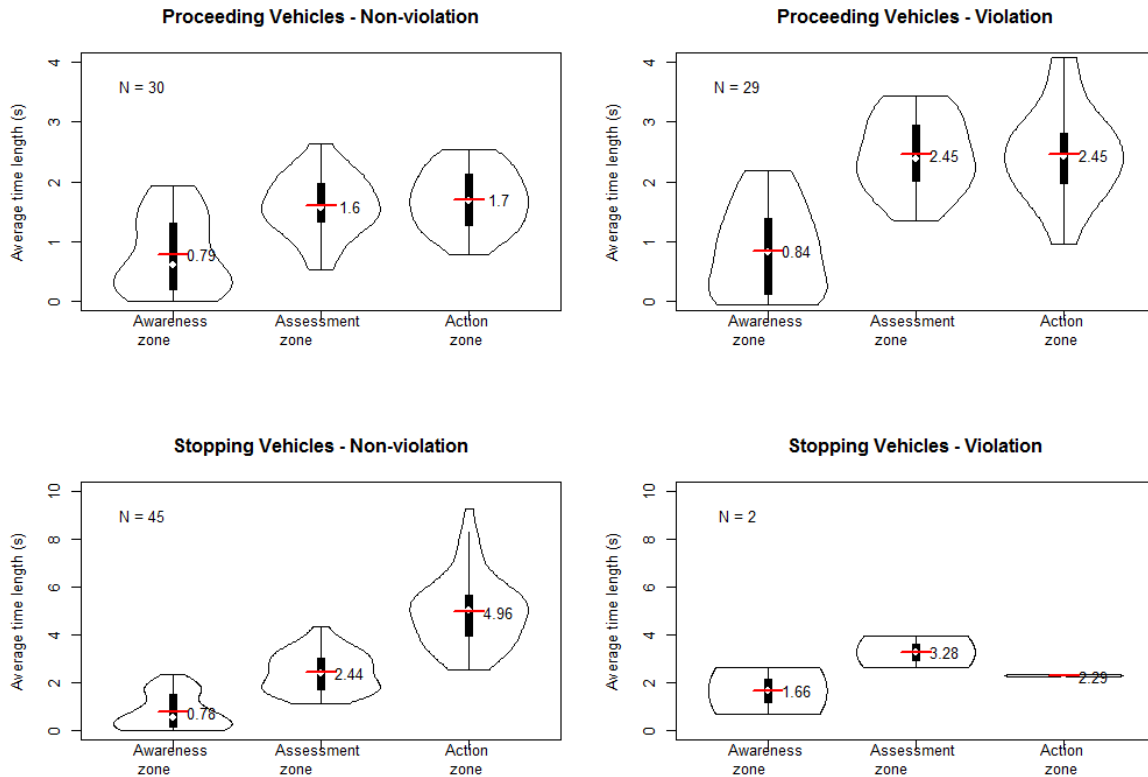 Proceeding Vehicles - Non-violation
Average time length (s)
4
3
2
1
0
N = 30
0.79
1.6
1.7
Awareness zone
Assessment zone
Action zone
Proceeding Vehicles - Violation
Average time length (s)
4
3
2
1
0
N = 29
0.84
2.45
2.45
Awareness zone
Assessment zone
Action zone
Stopping Vehicles - Non-violation
Average time length (s)
10
8
6
4
2
0
N = 45
0.78
2.44
4.96
Awareness zone
Assessment zone
Action zone
Stopping Vehicles - Violation
Average time length (s)
10
8
6
4
2
0
N = 2
1.66
3.28
2.29
Awareness zone
Assessment zone
Action zone